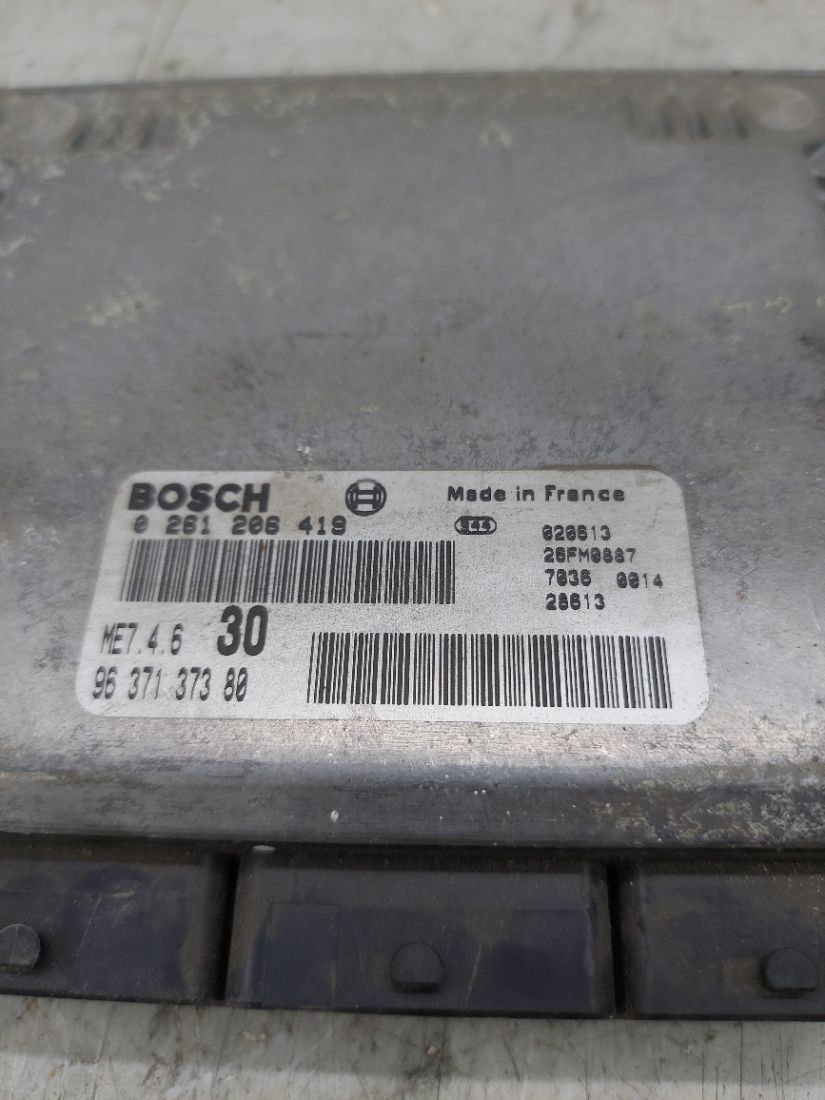 BOSCH
Made in France
0 261 206 419
020613
26FM0887
7036 0014
28613
ME7.4.6 30
96 371 373 80